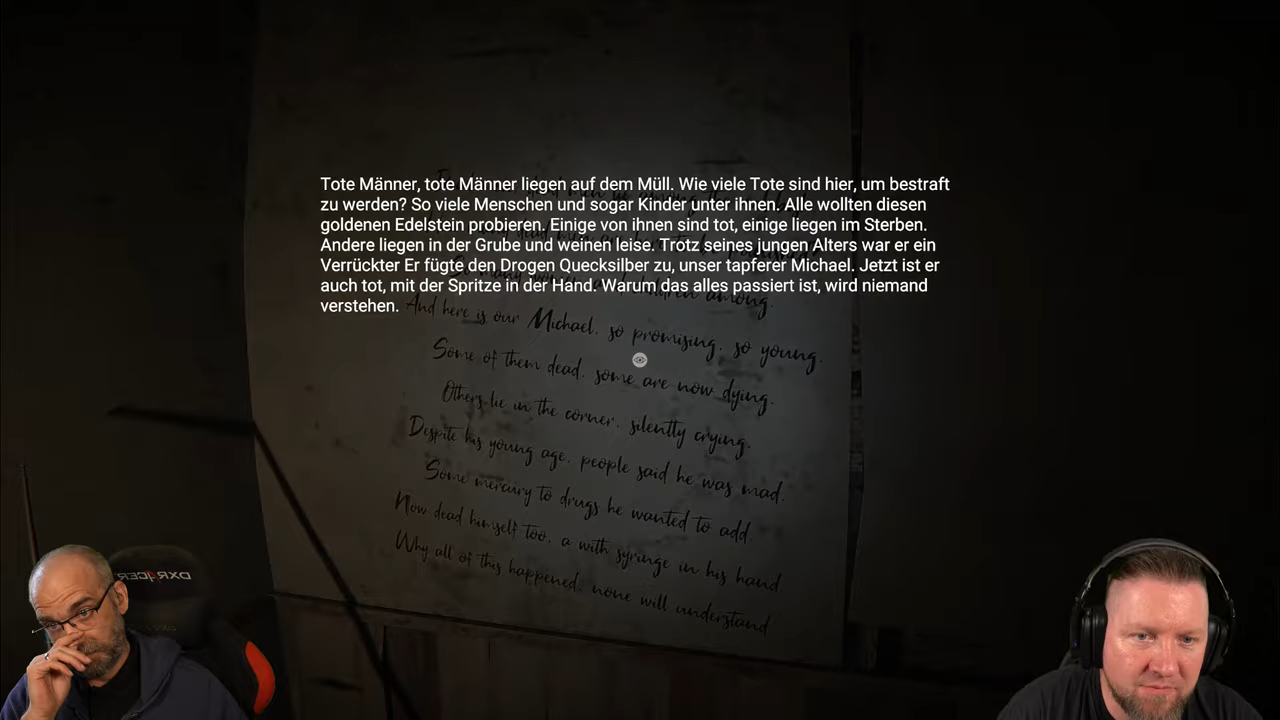 Tote Männer, tote Männer liegen auf dem Müll. Wie viele Tote sind hier, um bestraft
zu werden? So viele Menschen und sogar Kinder unter ihnen. Alle wollten diesen
goldenen Edelstein probieren. Einige von ihnen sind tot, einige liegen im Sterben.
Andere liegen in der Grube und weinen leise. Trotz seines jungen Alters war er ein
Verrückter Er fügte den Drogen Quecksilber zu, unser tapferer Michael. Jetzt ist er
auch tot, mit der Spritze in der Hand. Warum das alles passiert ist, wird niemand
verstehen.
So many children among.
And here is our Michael, so promising, so young.
Some of them dead, some are now dying.
Others lie in the corner, silently crying.
Despite his young age, people said he was mad.
Some mercury to drugs he wanted to add.
Now dead himself too, a with syringe in his hand
Why all of this happened, none will understand
DXRACER